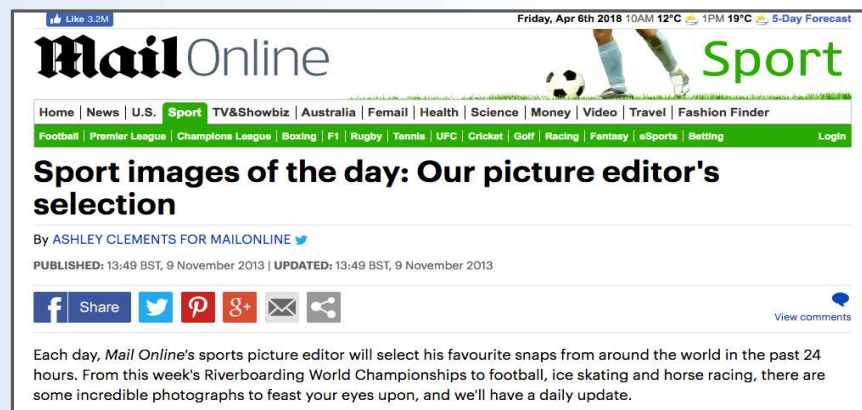 Like 3.2M
Friday, Apr 6th 2018 10AM 12°C 1PM 19°C 5-Day Forecast
Mail Online Sport
Home | News | U.S. | Sport | TV&Showbiz | Australia | Femail | Health | Science | Money | Video | Travel | Fashion Finder
Football | Premier League | Champions League | Boxing | F1 | Rugby | Tennis | UFC | Cricket | Golf | Racing | Fantasy | eSports | Betting Login
Sport images of the day: Our picture editor's
selection
By ASHLEY CLEMENTS FOR MAILONLINE
PUBLISHED: 13:49 BST, 9 November 2013 | UPDATED: 13:49 BST, 9 November 2013
f Share g+
View comments
Each day, Mail Online's sports picture editor will select his favourite snaps from around the world in the past 24
hours. From this week's Riverboarding World Championships to football, ice skating and horse racing, there are
some incredible photographs to feast your eyes upon, and we'll have a daily update.